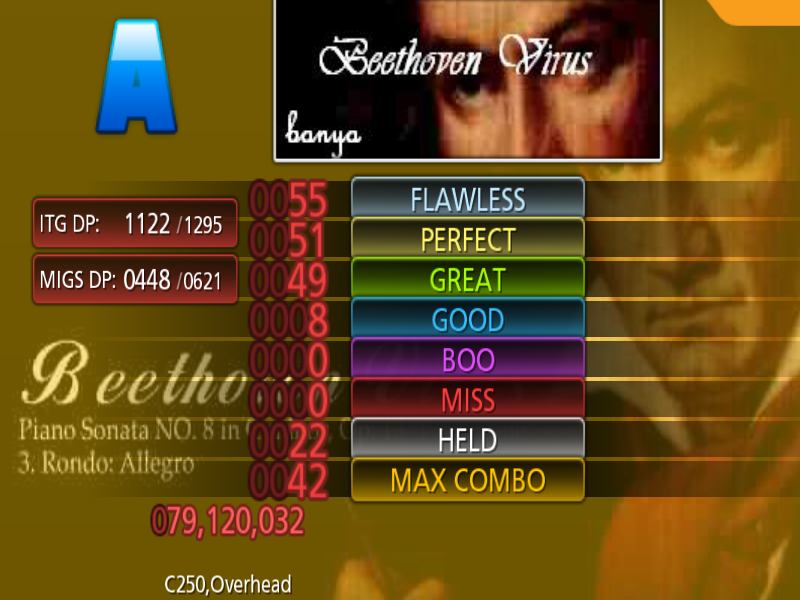 A
Beethoven Virus
banya
ITG DP: 1122 /1295
MIGS DP: 0448 /0621
0055 FLAWLESS
0051 PERFECT
0049 GREAT
0008 GOOD
0000 BOO
0000 MISS
0022 HELD
0042 MAX COMBO
Beethoven
Piano Sonata NO. 8 in
3. Rondo: Allegro
079,120,032
C250,Overhead